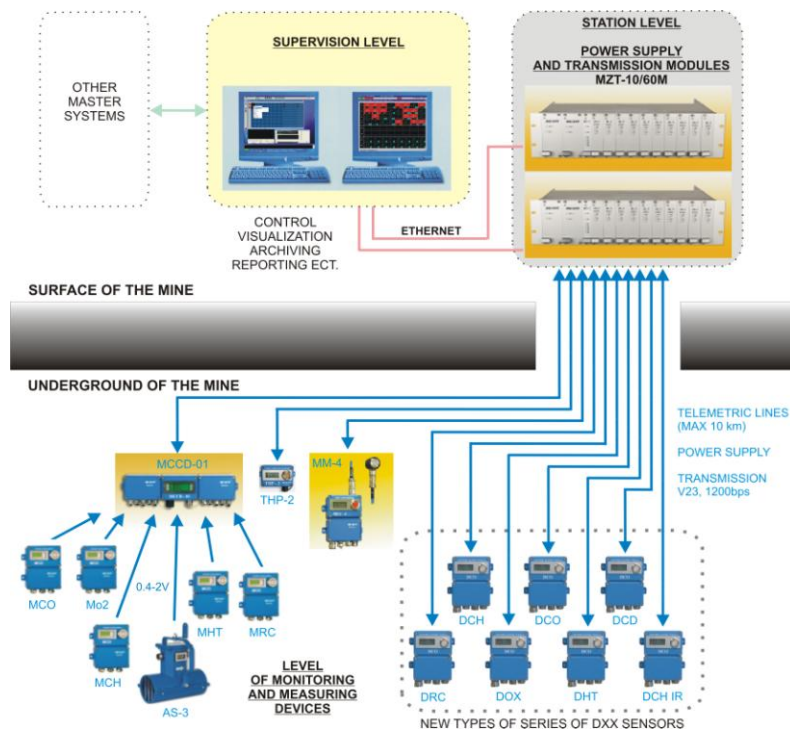 STATION LEVEL
SUPERVISION LEVEL
POWER SUPPLY
AND TRANSMISSION MODULES
MZT-10/60M
OTHER
MASTER
SYSTEMS
ETHERNET
CONTROL
VISUALIZATION
ARCHIVING
REPORTING ECT.
SURFACE OF THE MINE
UNDERGROUND OF THE MINE
TELEMETRIC LINES
(MAX 10 km)
POWER SUPPLY
TRANSMISSION
V23, 1200bps
MCCD-01
THP-2
MM-4
0.4-2V
MCO
Mo2
MHT
MRC
MCH
AS-3
DCH
DCO
DCD
DRC
DOX
DHT
DCH IR
LEVEL
OF MONITORING
AND MEASURING
DEVICES
NEW TYPES OF SERIES OF DXX SENSORS